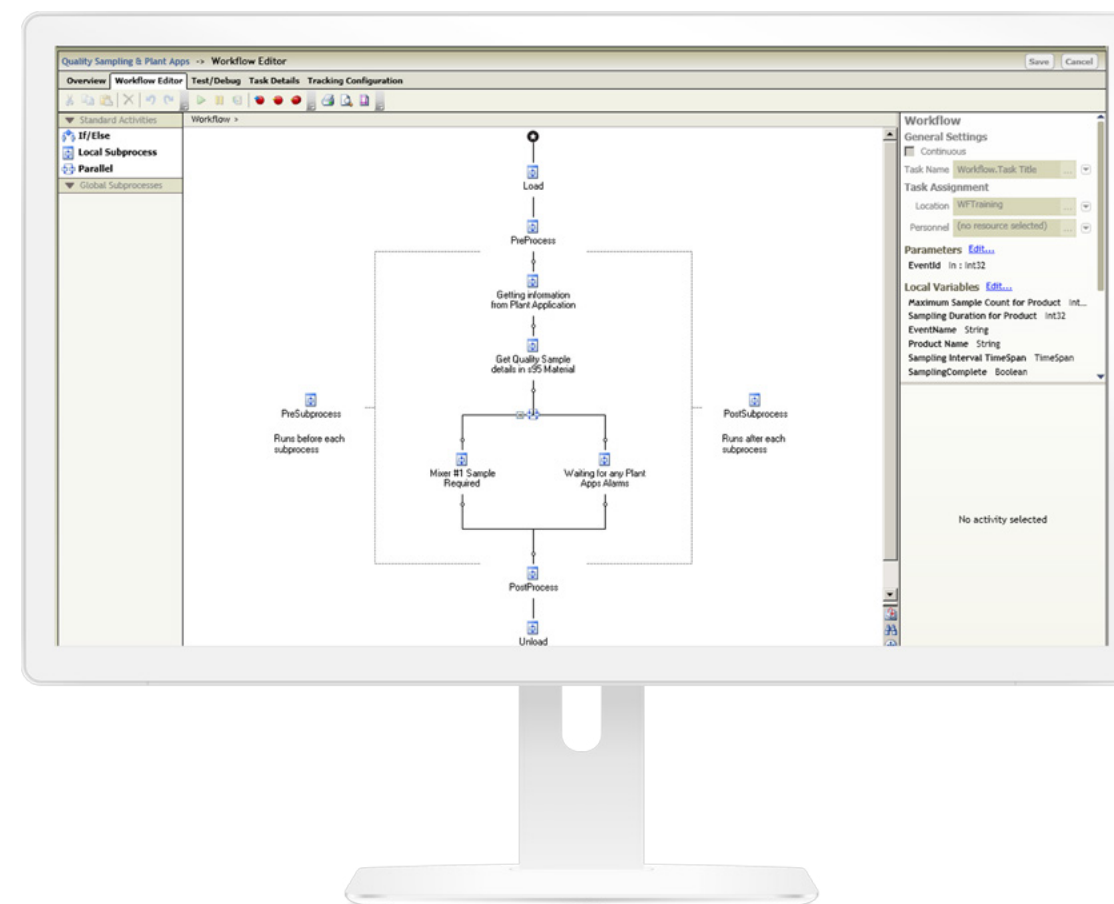 Quality Sampling & Plant Apps -> Workflow Editor
Save Cancel
Overview Workflow Editor Test/Debug Task Details Tracking Configuration
Standard Activities
If/Else
Local Subprocess
Parallel
Global Subprocesses
Workflow >
Load
PreProcess
Getting information
from Plant Application
Get Quality Sample
details in s95 Material
PreSubprocess
Runs before each
subprocess
PostSubprocess
Runs after each
subprocess
Mixer #1 Sample
Required
Waiting for any Plant
Apps Alarms
PostProcess
Unload
Workflow
General Settings
Continuous
Task Name Workflow.Task Title ...
Task Assignment
Location WFTraining ...
Personnel (no resource selected) ...
Parameters Edit...
EventId In : Int32
Local Variables Edit...
Maximum Sample Count for Product Int...
Sampling Duration for Product Int32
EventName String
Product Name String
Sampling Interval TimeSpan TimeSpan
SamplingComplete Boolean
No activity selected